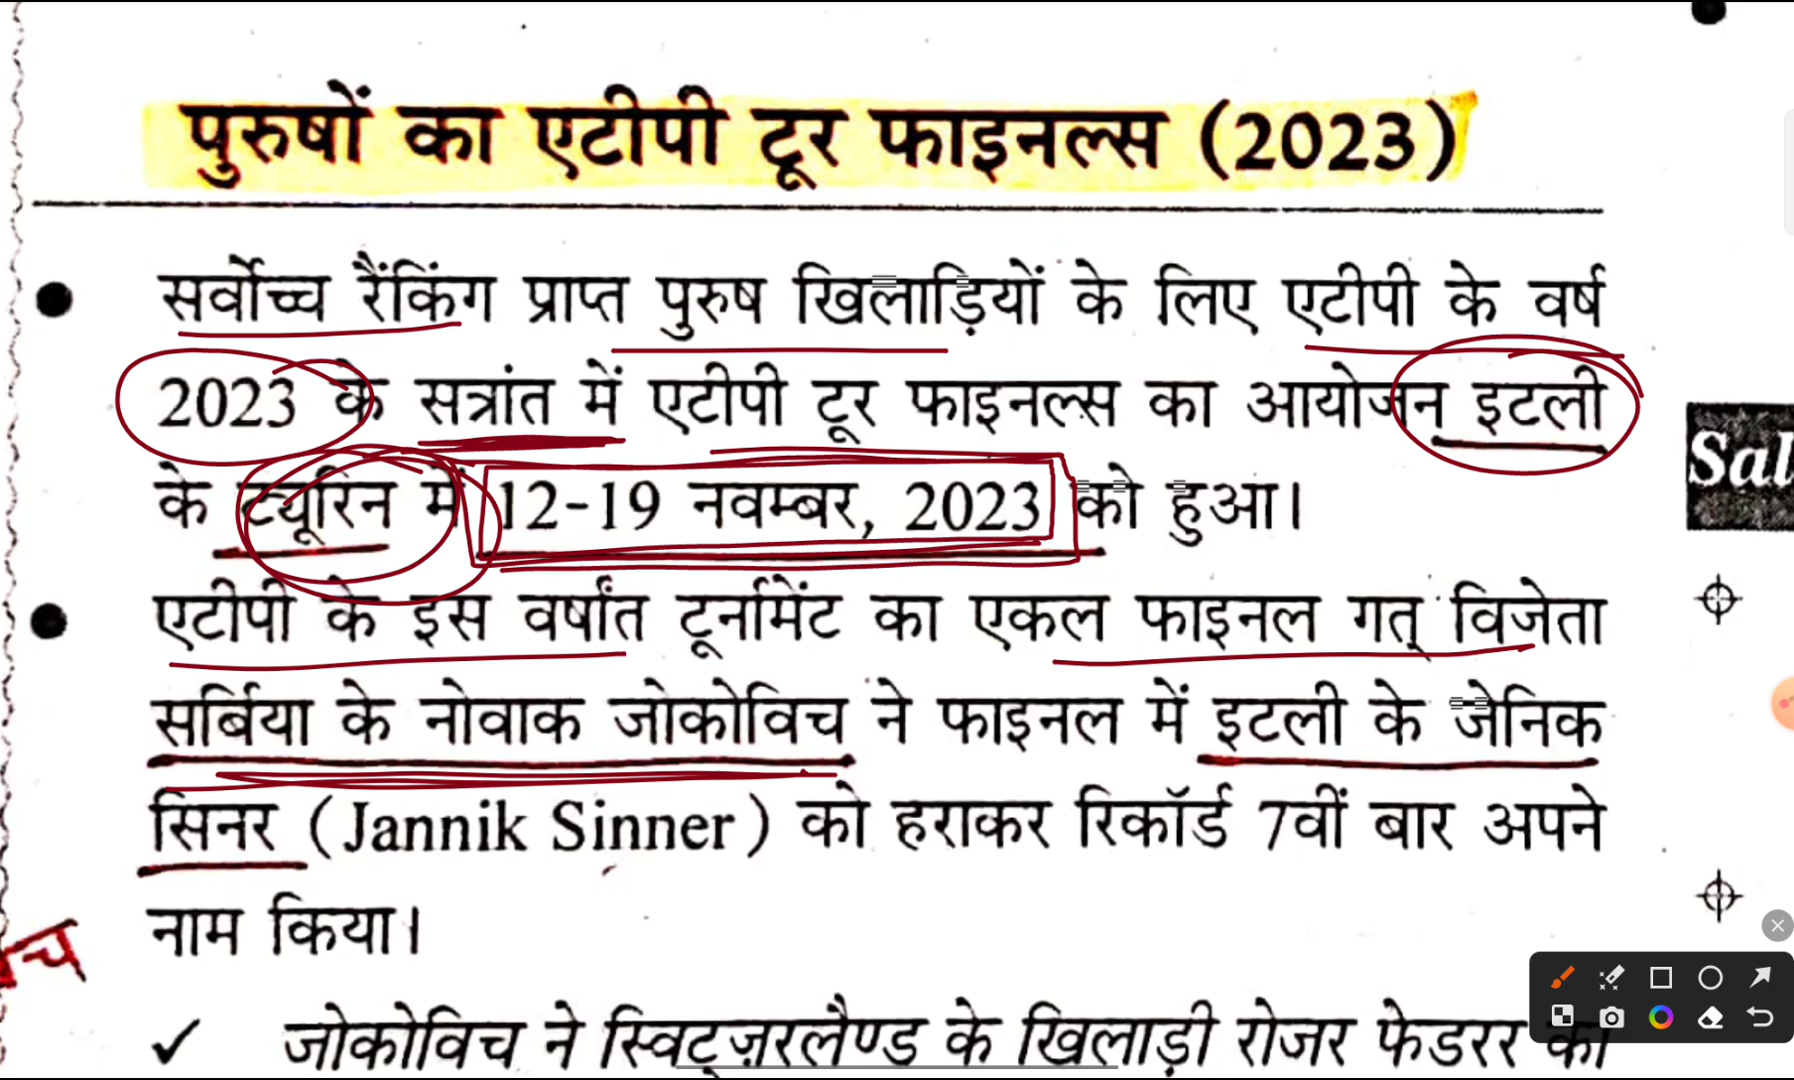 पुरुषों का एटीपी टूर फाइनल्स (2023)
सर्वोच्च रैंकिंग प्राप्त पुरुष खिलाड़ियों के लिए एटीपी के वर्ष
2023 के सत्रांत में एटीपी टूर फाइनल्स का आयोजन इटली
के ट्यूरिन में 12-19 नवम्बर, 2023 को हुआ।
एटीपी के इस वर्षांत टूर्नामेंट का एकल फाइनल गत् विजेता
सर्बिया के नोवाक जोकोविच ने फाइनल में इटली के जेनिक
सिनर (Jannik Sinner) को हराकर रिकॉर्ड 7वीं बार अपने
नाम किया।
✓ जोकोविच ने स्विट्ज़रलैण्ड के खिलाड़ी रोजर फेडरर का
Sal
च